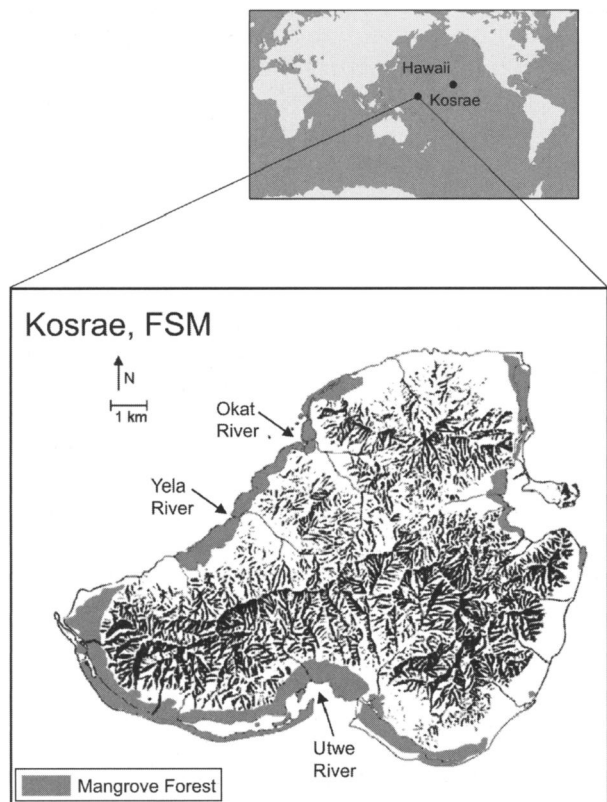 Hawaii
Kosrae
Kosrae, FSM
N
1 km
Okat
River
Yela
River
Utwe
River
Mangrove Forest